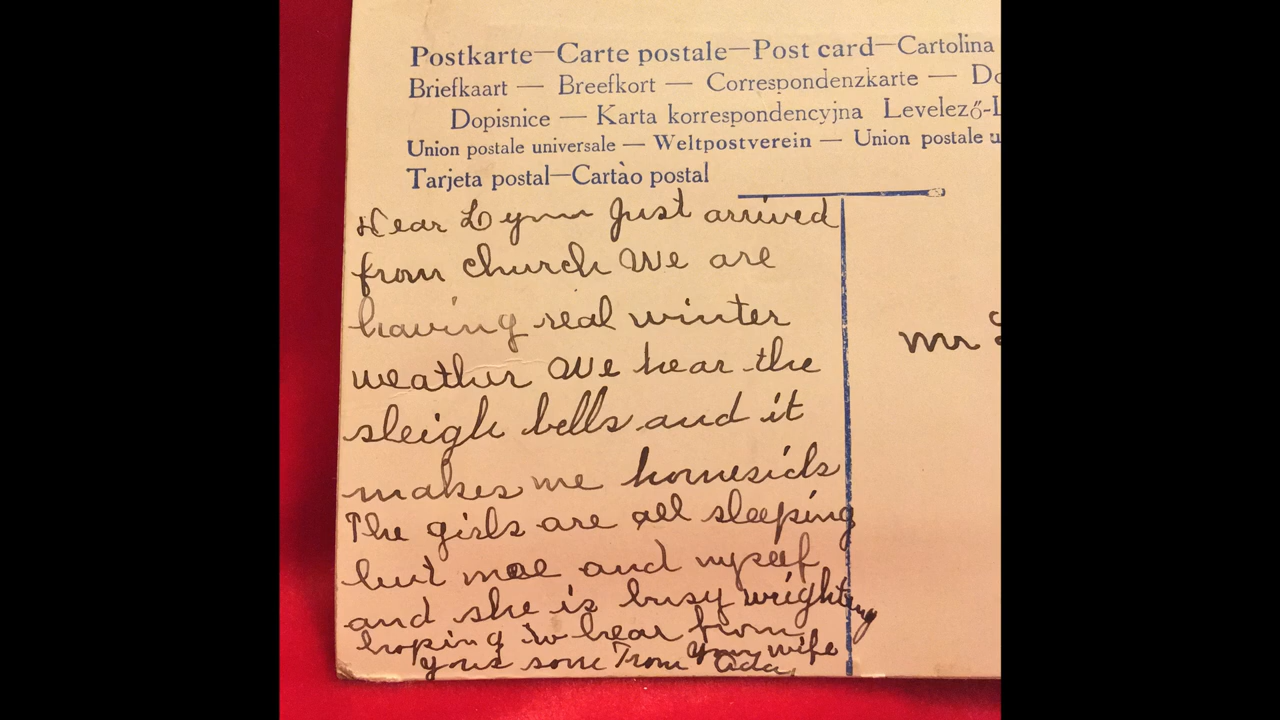 Postkarte—Carte postale—Post card—Cartolina
Briefkaart — Breefkort — Correspondenzkarte — Do
Dopisnice — Karta korrespondencyjna Levelező-L
Union postale universale — Weltpostverein — Union postale u
Tarjeta postal—Cartào postal
Dear Lynn Just arrived
from church We are
having real winter
weather We hear the
sleigh bells and it
makes me homesick
The girls are all sleeping
but mae and myself
and she is busy wrighting
hoping to hear from
your soon From Your wife
Ada
Mr